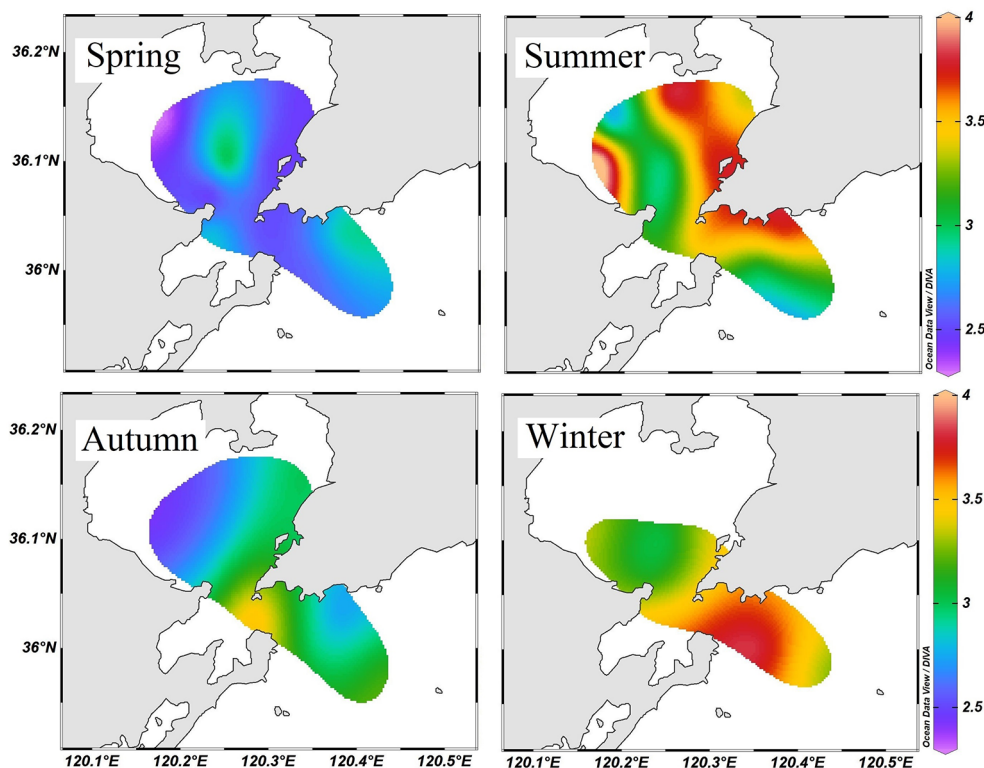 Spring
36.2°N
36.1°N
36°N
Summer
4
3.5
3
2.5
Ocean Data View / DIVA
Autumn
36.2°N
36.1°N
36°N
120.1°E 120.2°E 120.3°E 120.4°E 120.5°E
Winter
4
3.5
3
2.5
Ocean Data View / DIVA
120.1°E 120.2°E 120.3°E 120.4°E 120.5°E